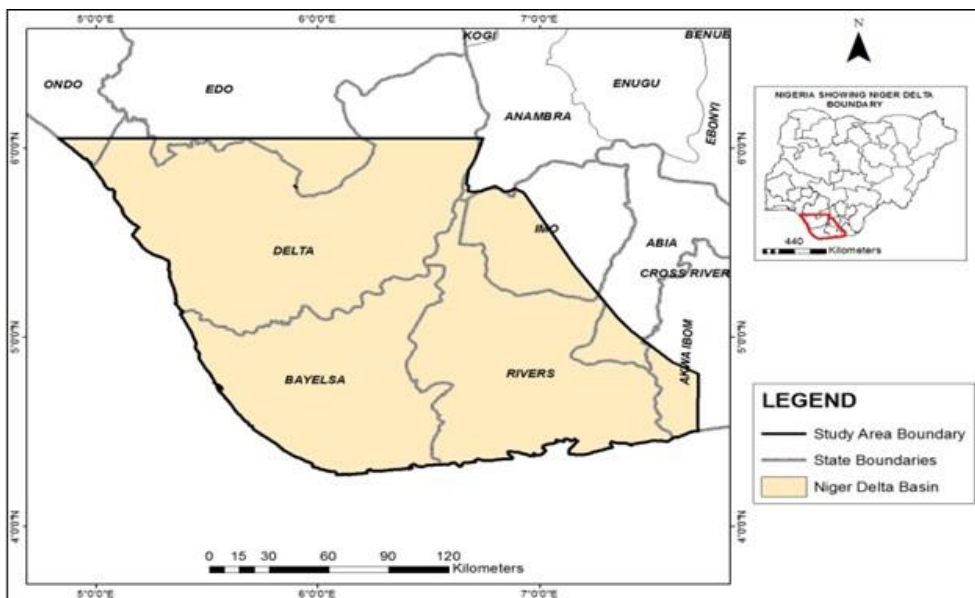 5°0'0"E 6°0'0"E 7°0'0"E
KOGI
BENUE
ONDO
EDO
ENUGU
ANAMBRA
EBONYI
6°0'0"N
6°0'0"N
DELTA
IMO
ABIA
CROSS RIVER
5°0'0"N
5°0'0"N
BAYELSA
RIVERS
AKWA IBOM
4°0'0"N
4°0'0"N
0 15 30 60 90 120
Kilometers
5°0'0"E 6°0'0"E 7°0'0"E
N
NIGERIA SHOWING NIGER DELTA
BOUNDARY
440
Kilometers
LEGEND
Study Area Boundary
State Boundaries
Niger Delta Basin